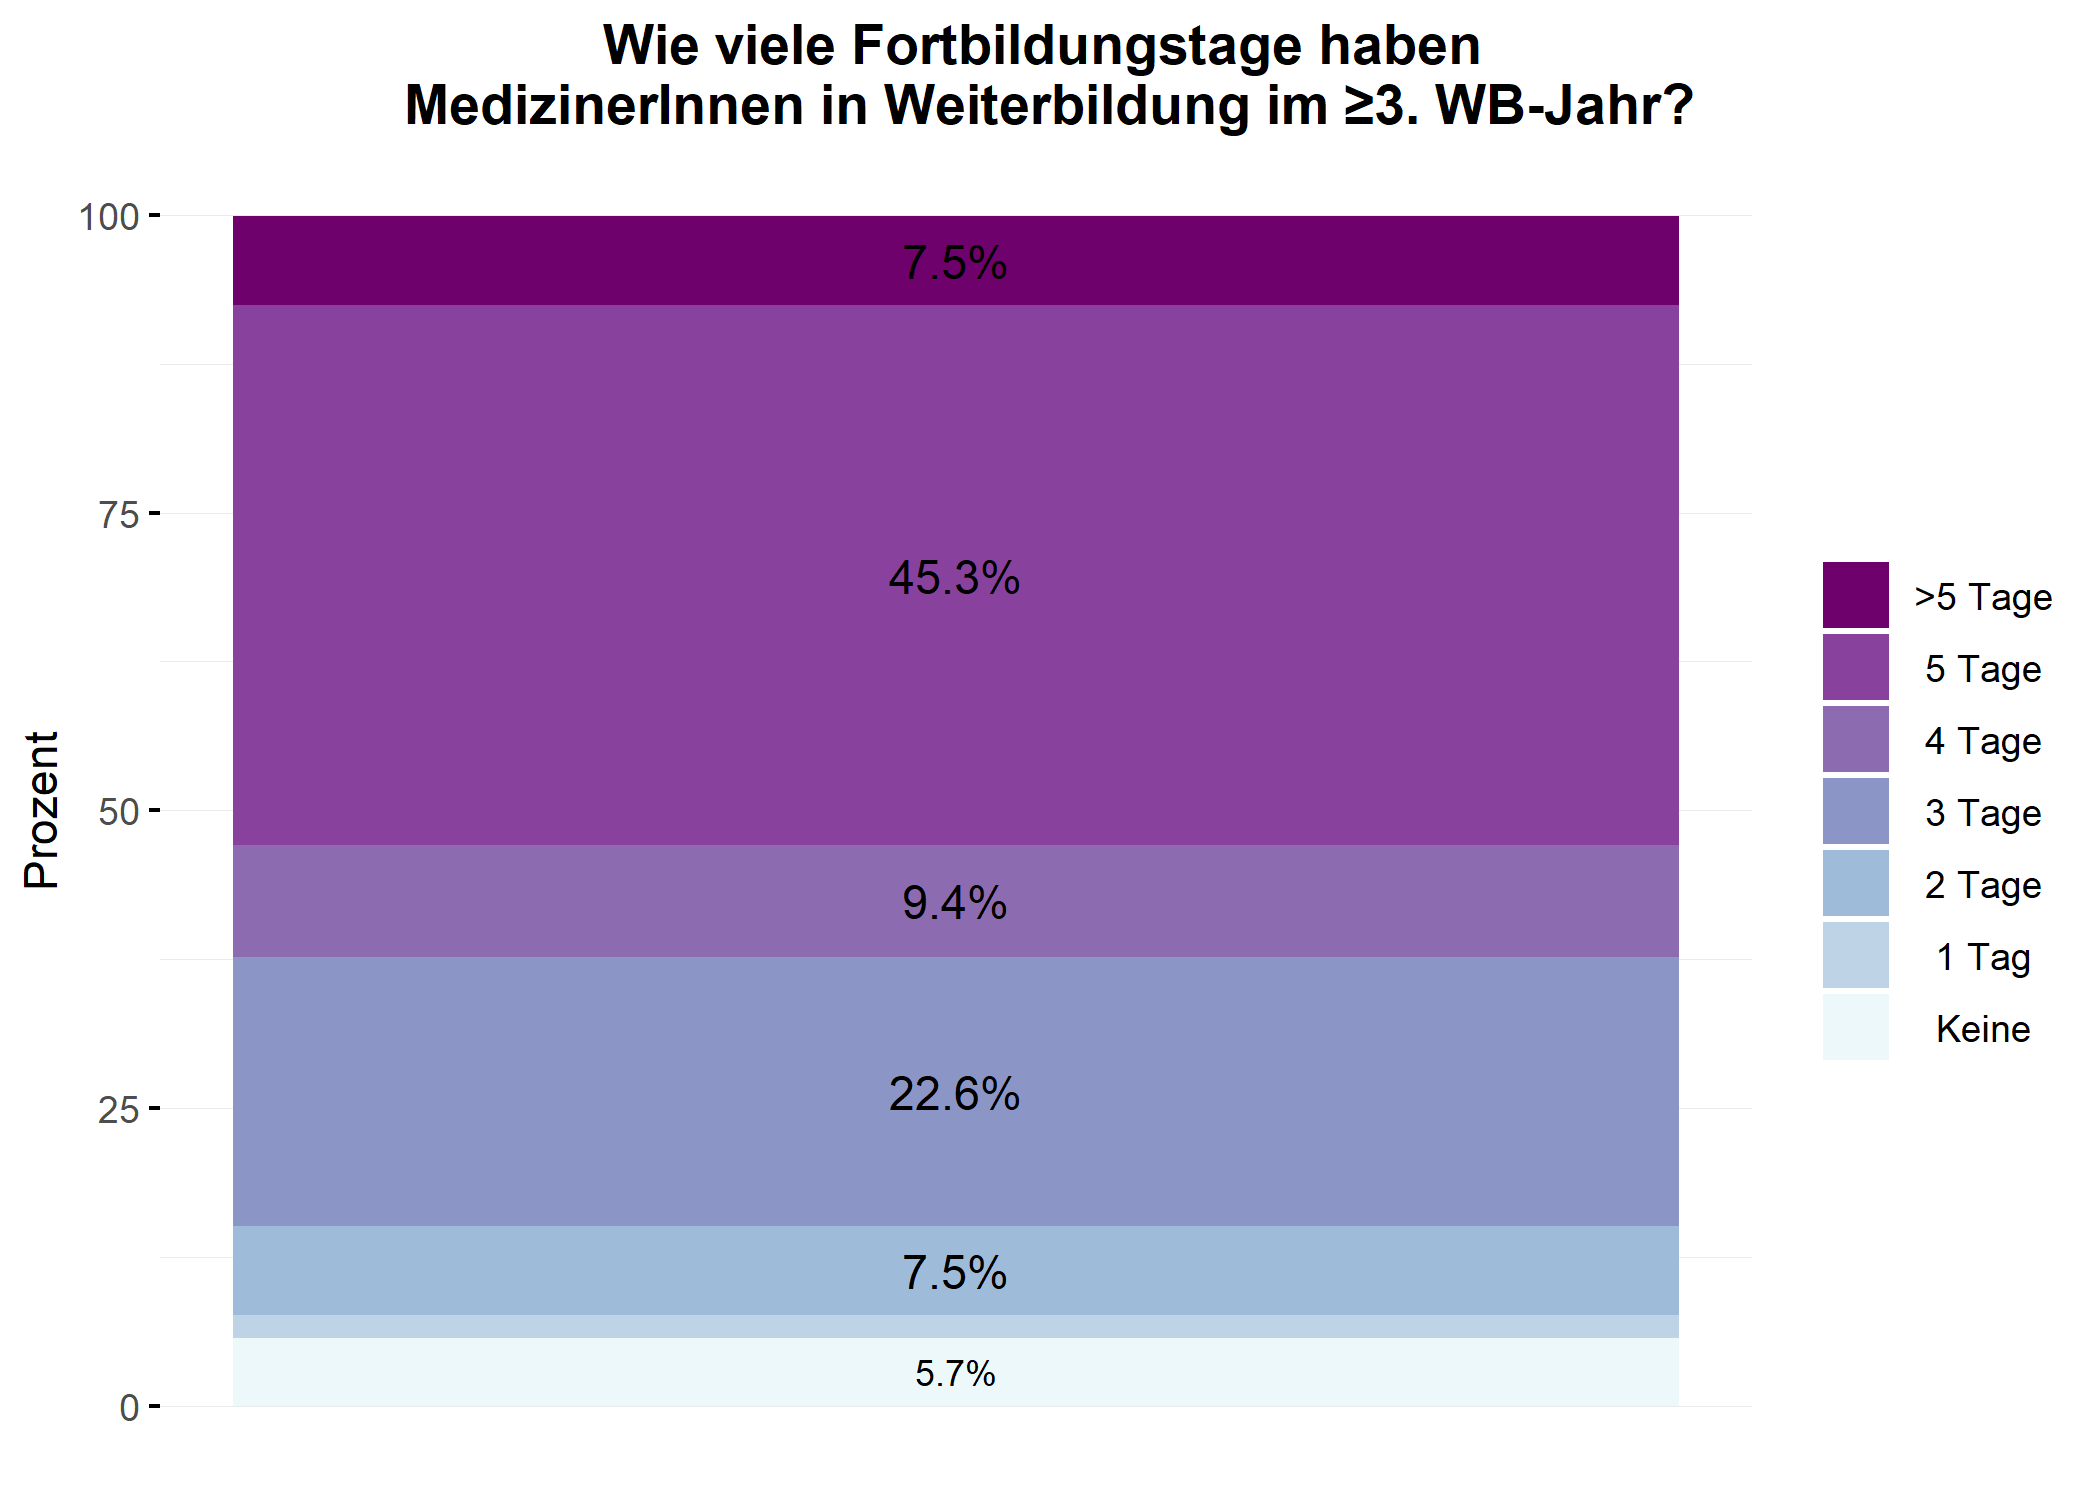 Wie viele Fortbildungstage haben
MedizinerInnen in Weiterbildung im ≥3. WB-Jahr?
Prozent
100
75
50
25
0
7.5%
45.3%
9.4%
22.6%
7.5%
5.7%
>5 Tage
5 Tage
4 Tage
3 Tage
2 Tage
1 Tag
Keine